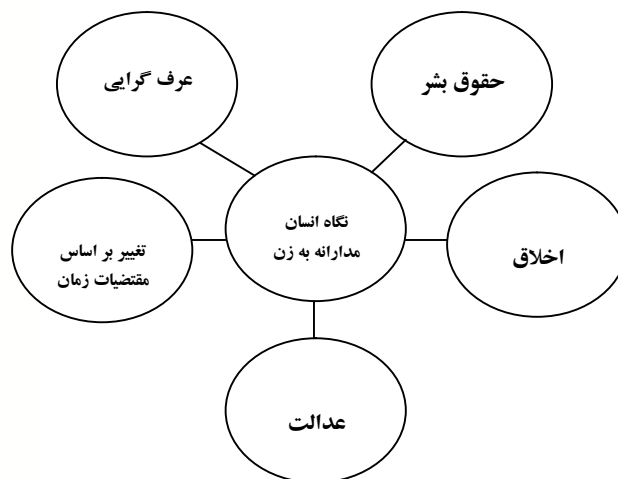 حقوق بشر
عرف گرایی
نگاه انسان
مدارانه به زن
اخلاق
تغییر بر اساس
مقتضیات زمان
عدالت